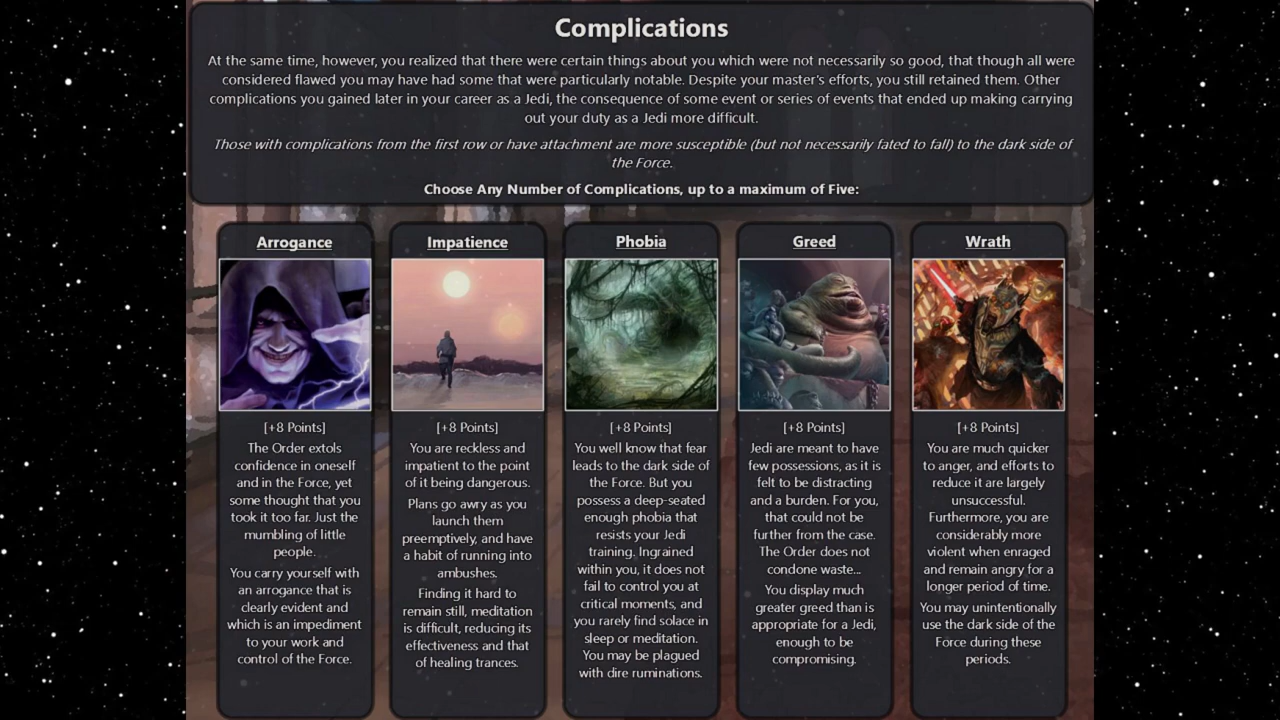 Complications
At the same time, however, you realized that there were certain things about you which were not necessarily so good, that though all were
considered flawed you may have had some that were particularly notable. Despite your master's efforts, you still retained them. Other
complications you gained later in your career as a Jedi, the consequence of some event or series of events that ended up making carrying
out your duty as a Jedi more difficult.
Those with complications from the first row or have attachment are more susceptible (but not necessarily fated to fall) to the dark side of
the Force.
Choose Any Number of Complications, up to a maximum of Five:
Arrogance
[+8 Points]
The Order extols
confidence in oneself
and in the Force, yet
some thought that you
took it too far. Just the
mumbling of little
people.
You carry yourself with
an arrogance that is
clearly evident and
which is an impediment
to your work and
control of the Force.
Impatience
[+8 Points]
You are reckless and
impatient to the point
of it being dangerous.
Plans go awry as you
launch them
preemptively, and have
a habit of running into
ambushes.
Finding it hard to
remain still, meditation
is difficult, reducing its
effectiveness and that
of healing trances.
Phobia
[+8 Points]
You well know that fear
leads to the dark side of
the Force. But you
possess a deep-seated
enough phobia that
resists your Jedi
training. Ingrained
within you, it does not
fail to control you at
critical moments, and
you rarely find solace in
sleep or meditation.
You may be plagued
with dire ruminations.
Greed
[+8 Points]
Jedi are meant to have
few possessions, as it is
felt to be distracting
and a burden. For you,
that could not be
further from the case.
The Order does not
condone waste...
You display much
greater greed than is
appropriate for a Jedi,
enough to be
compromising.
Wrath
[+8 Points]
You are much quicker
to anger, and efforts to
reduce it are largely
unsuccessful.
Furthermore, you are
considerably more
violent when enraged
and remain angry for a
longer period of time.
You may unintentionally
use the dark side of the
Force during these
periods.